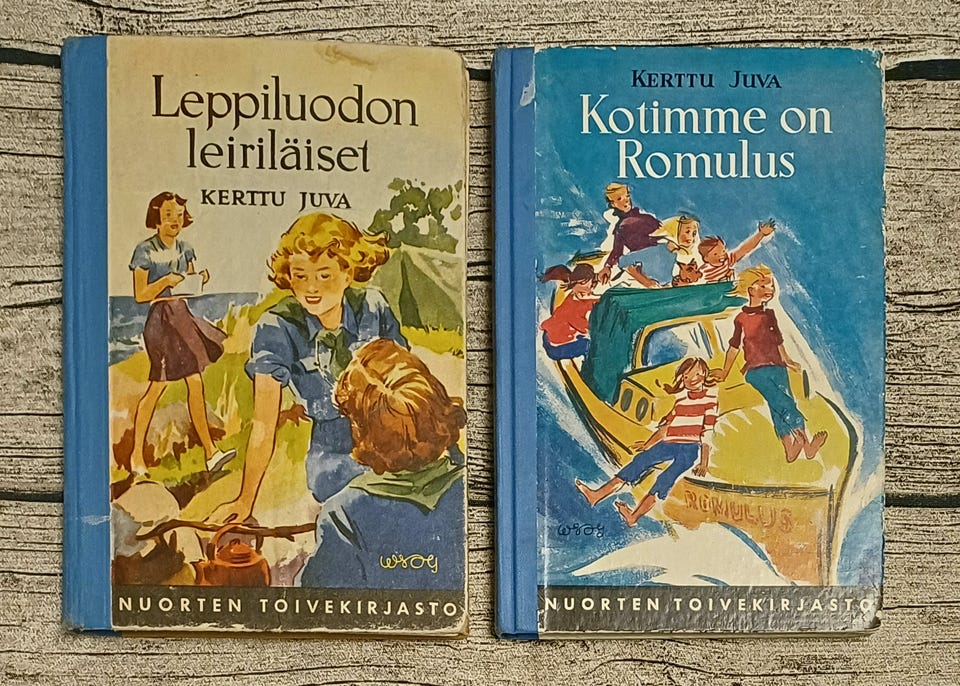 Leppiluodon
leiriläiset
KERTTU JUVA
WSOY
NUORTEN TOIVEKIRJASTO
KERTTU JUVA
Kotimme on
Romulus
ROMULUS
WSOY
NUORTEN TOIVEKIRJASTO